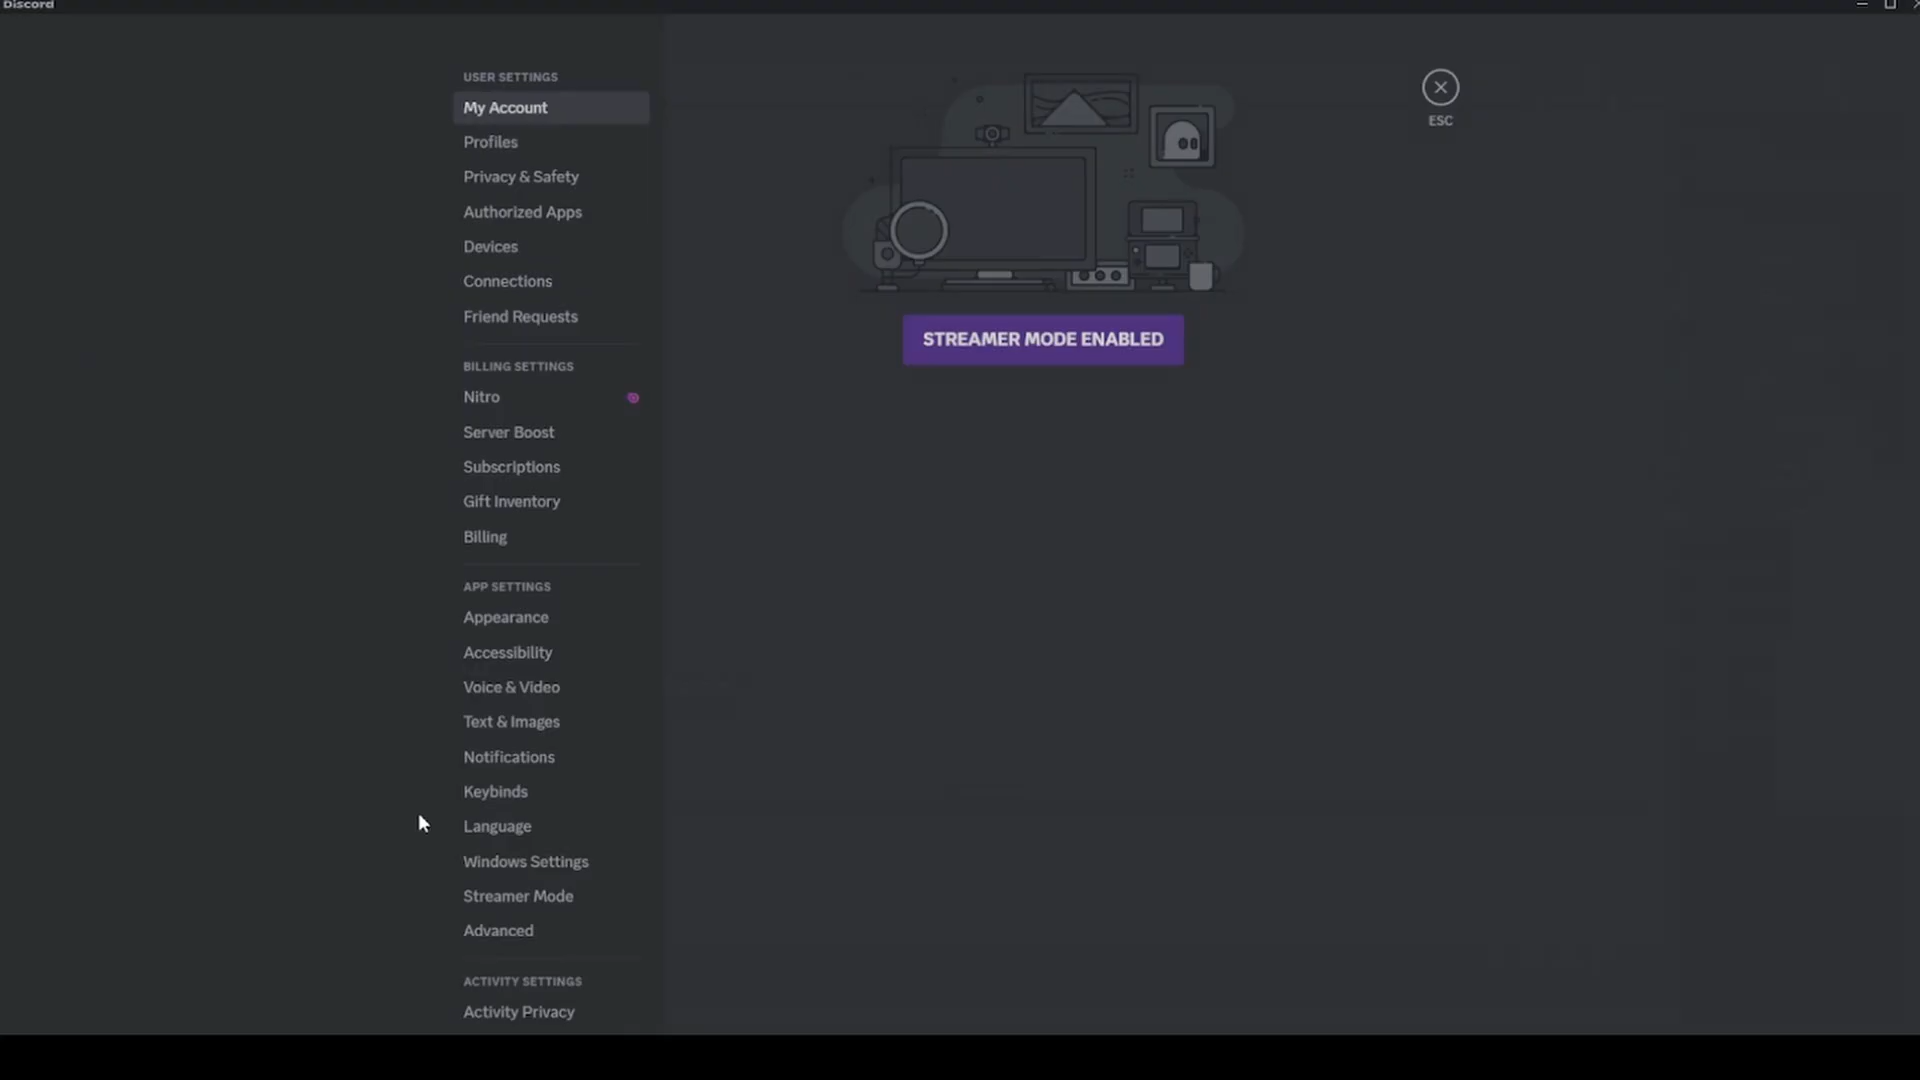 Discord
USER SETTINGS
My Account
Profiles
Privacy & Safety
Authorized Apps
Devices
Connections
Friend Requests
BILLING SETTINGS
Nitro
Server Boost
Subscriptions
Gift Inventory
Billing
APP SETTINGS
Appearance
Accessibility
Voice & Video
Text & Images
Notifications
Keybinds
Language
Windows Settings
Streamer Mode
Advanced
ACTIVITY SETTINGS
Activity Privacy
STREAMER MODE ENABLED
ESC